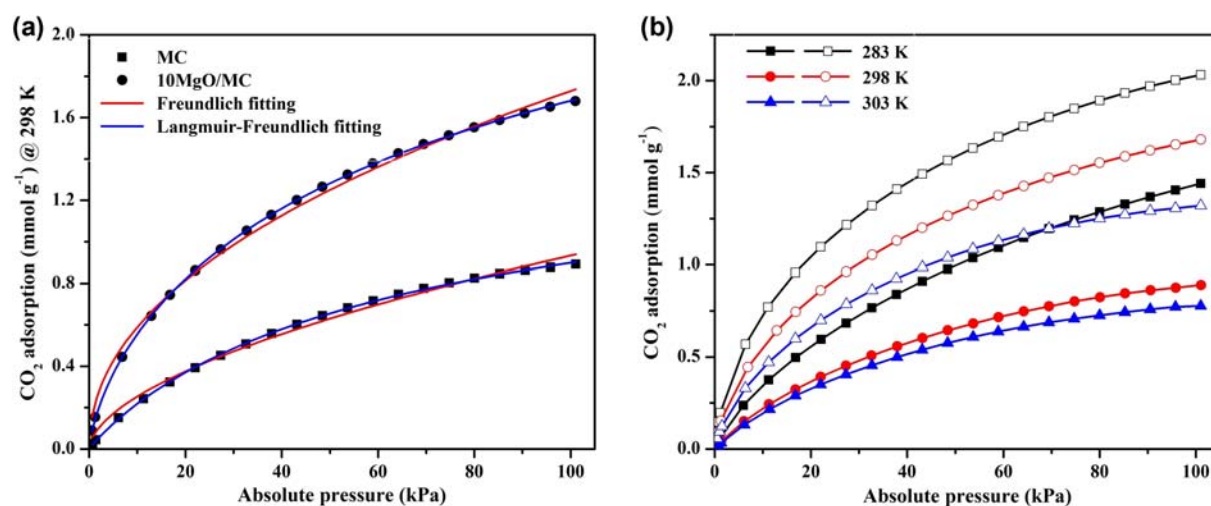 (a)
CO2 adsorption (mmol g-1) @ 298 K
2.0
1.6
1.2
0.8
0.4
0.0
MC
10MgO/MC
Freundlich fitting
Langmuir-Freundlich fitting
0 20 40 60 80 100
Absolute pressure (kPa)
(b)
CO2 adsorption (mmol g-1)
2.0
1.5
1.0
0.5
0.0
283 K
298 K
303 K
0 20 40 60 80 100
Absolute pressure (kPa)